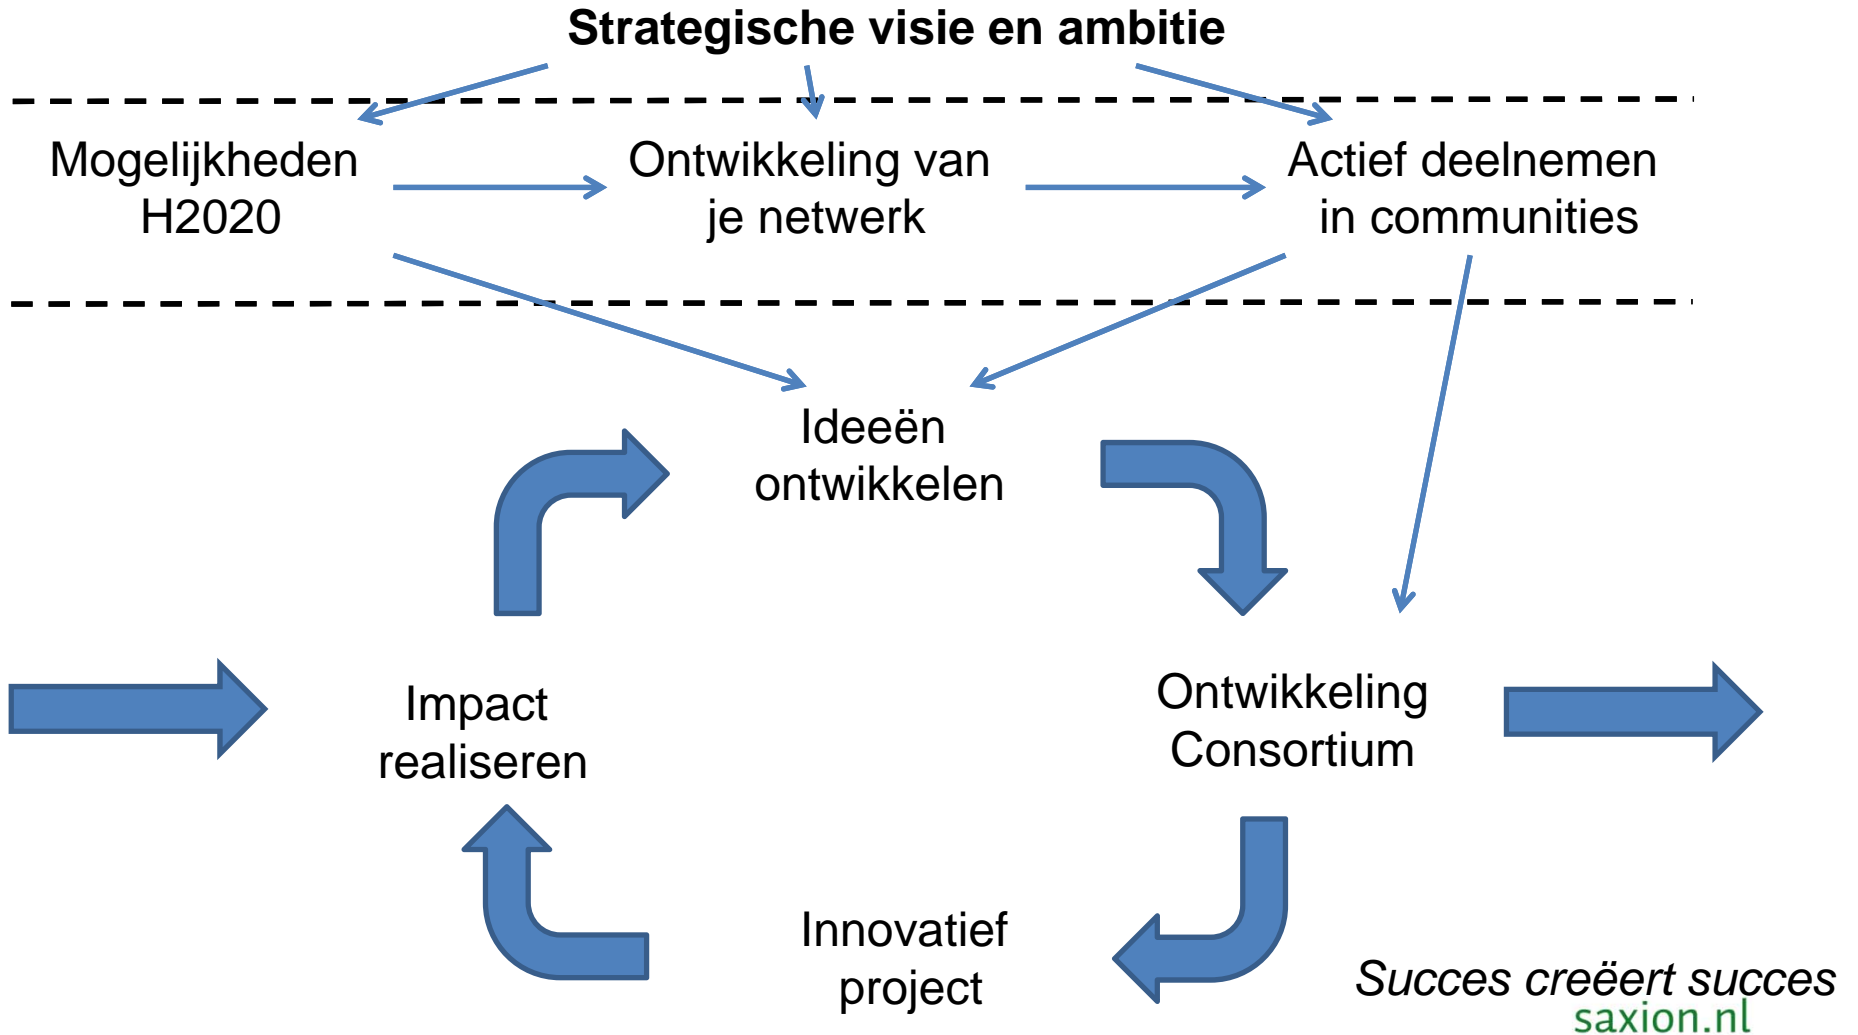 Strategische visie en ambitie
Mogelijkheden
H2020
Ontwikkeling van
je netwerk
Actief deelnemen
in communities
Ideeën
ontwikkelen
Impact
realiseren
Ontwikkeling
Consortium
Innovatief
project
Succes creëert succes
saxion.nl